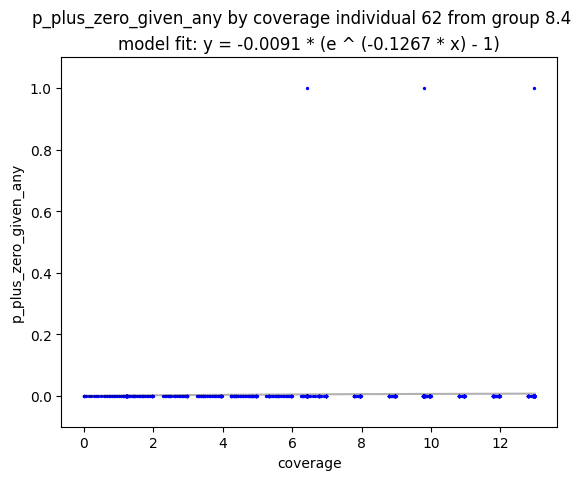 p_plus_zero_given_any by coverage individual 62 from group 8.4
model fit: y = -0.0091 * (e ^ (-0.1267 * x) - 1)
1.0
0.8
0.6
0.4
0.2
0.0
p_plus_zero_given_any
0 2 4 6 8 10 12
coverage